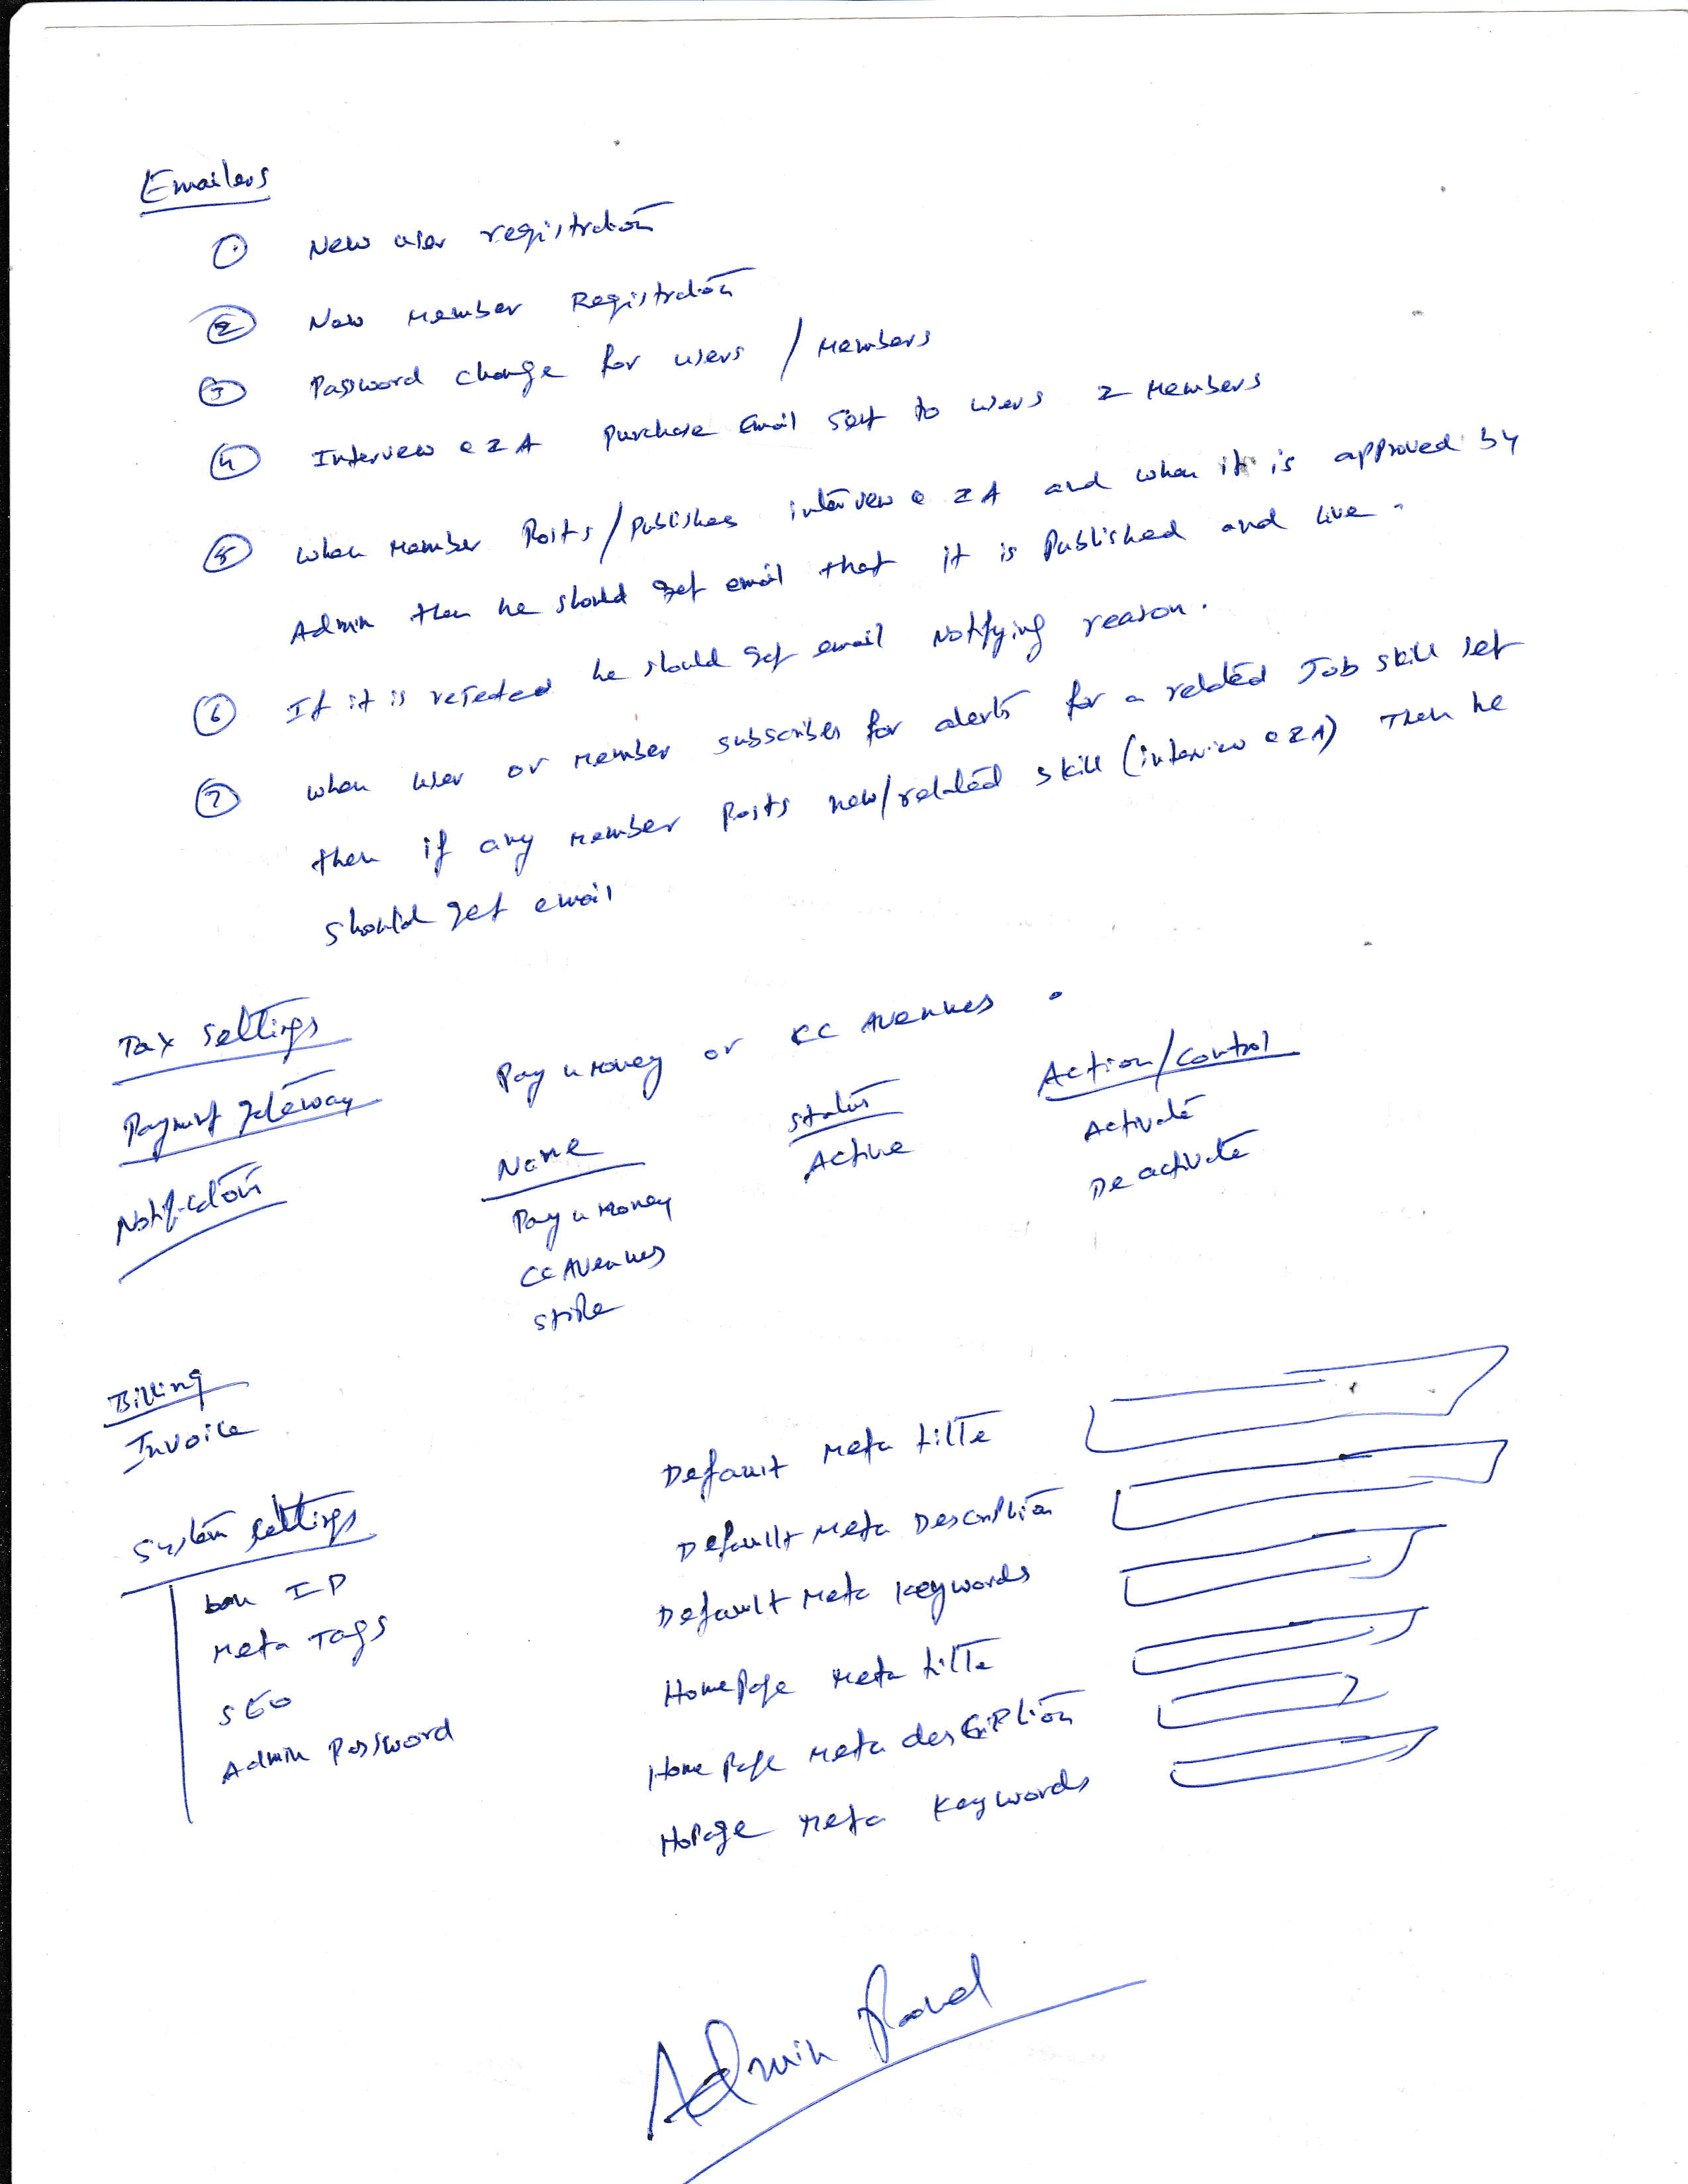 Emailers
① New user registration
② New Member Registration
③ Password change for users / Members
④ Interview Q & A purchase Email sent to users & Members
⑤ when Member Posts/Publishes interview Q & A and when it is approved by
Admin then he should get email that it is Published and live.
⑥ If it is rejected he should get email Notifying reason.
⑦ when user or Member subscribes for alerts for a related Job skill set
then if any Member Posts new/related skill (interview Q & A) Then he
should get email
Tax settings
Payment gateway Pay u Money or CC Avenues.
Notification Name Status Action/Control
Pay u Money Active Activate
CC Avenues De activate
Billing
Invoice
System settings Default Meta title
ban IP Default Meta Description
Meta Tags Default Meta keywords
SEO HomePage Meta title
Admin Password Home Page Meta description
Hopage Meta keywords
Admin Panel